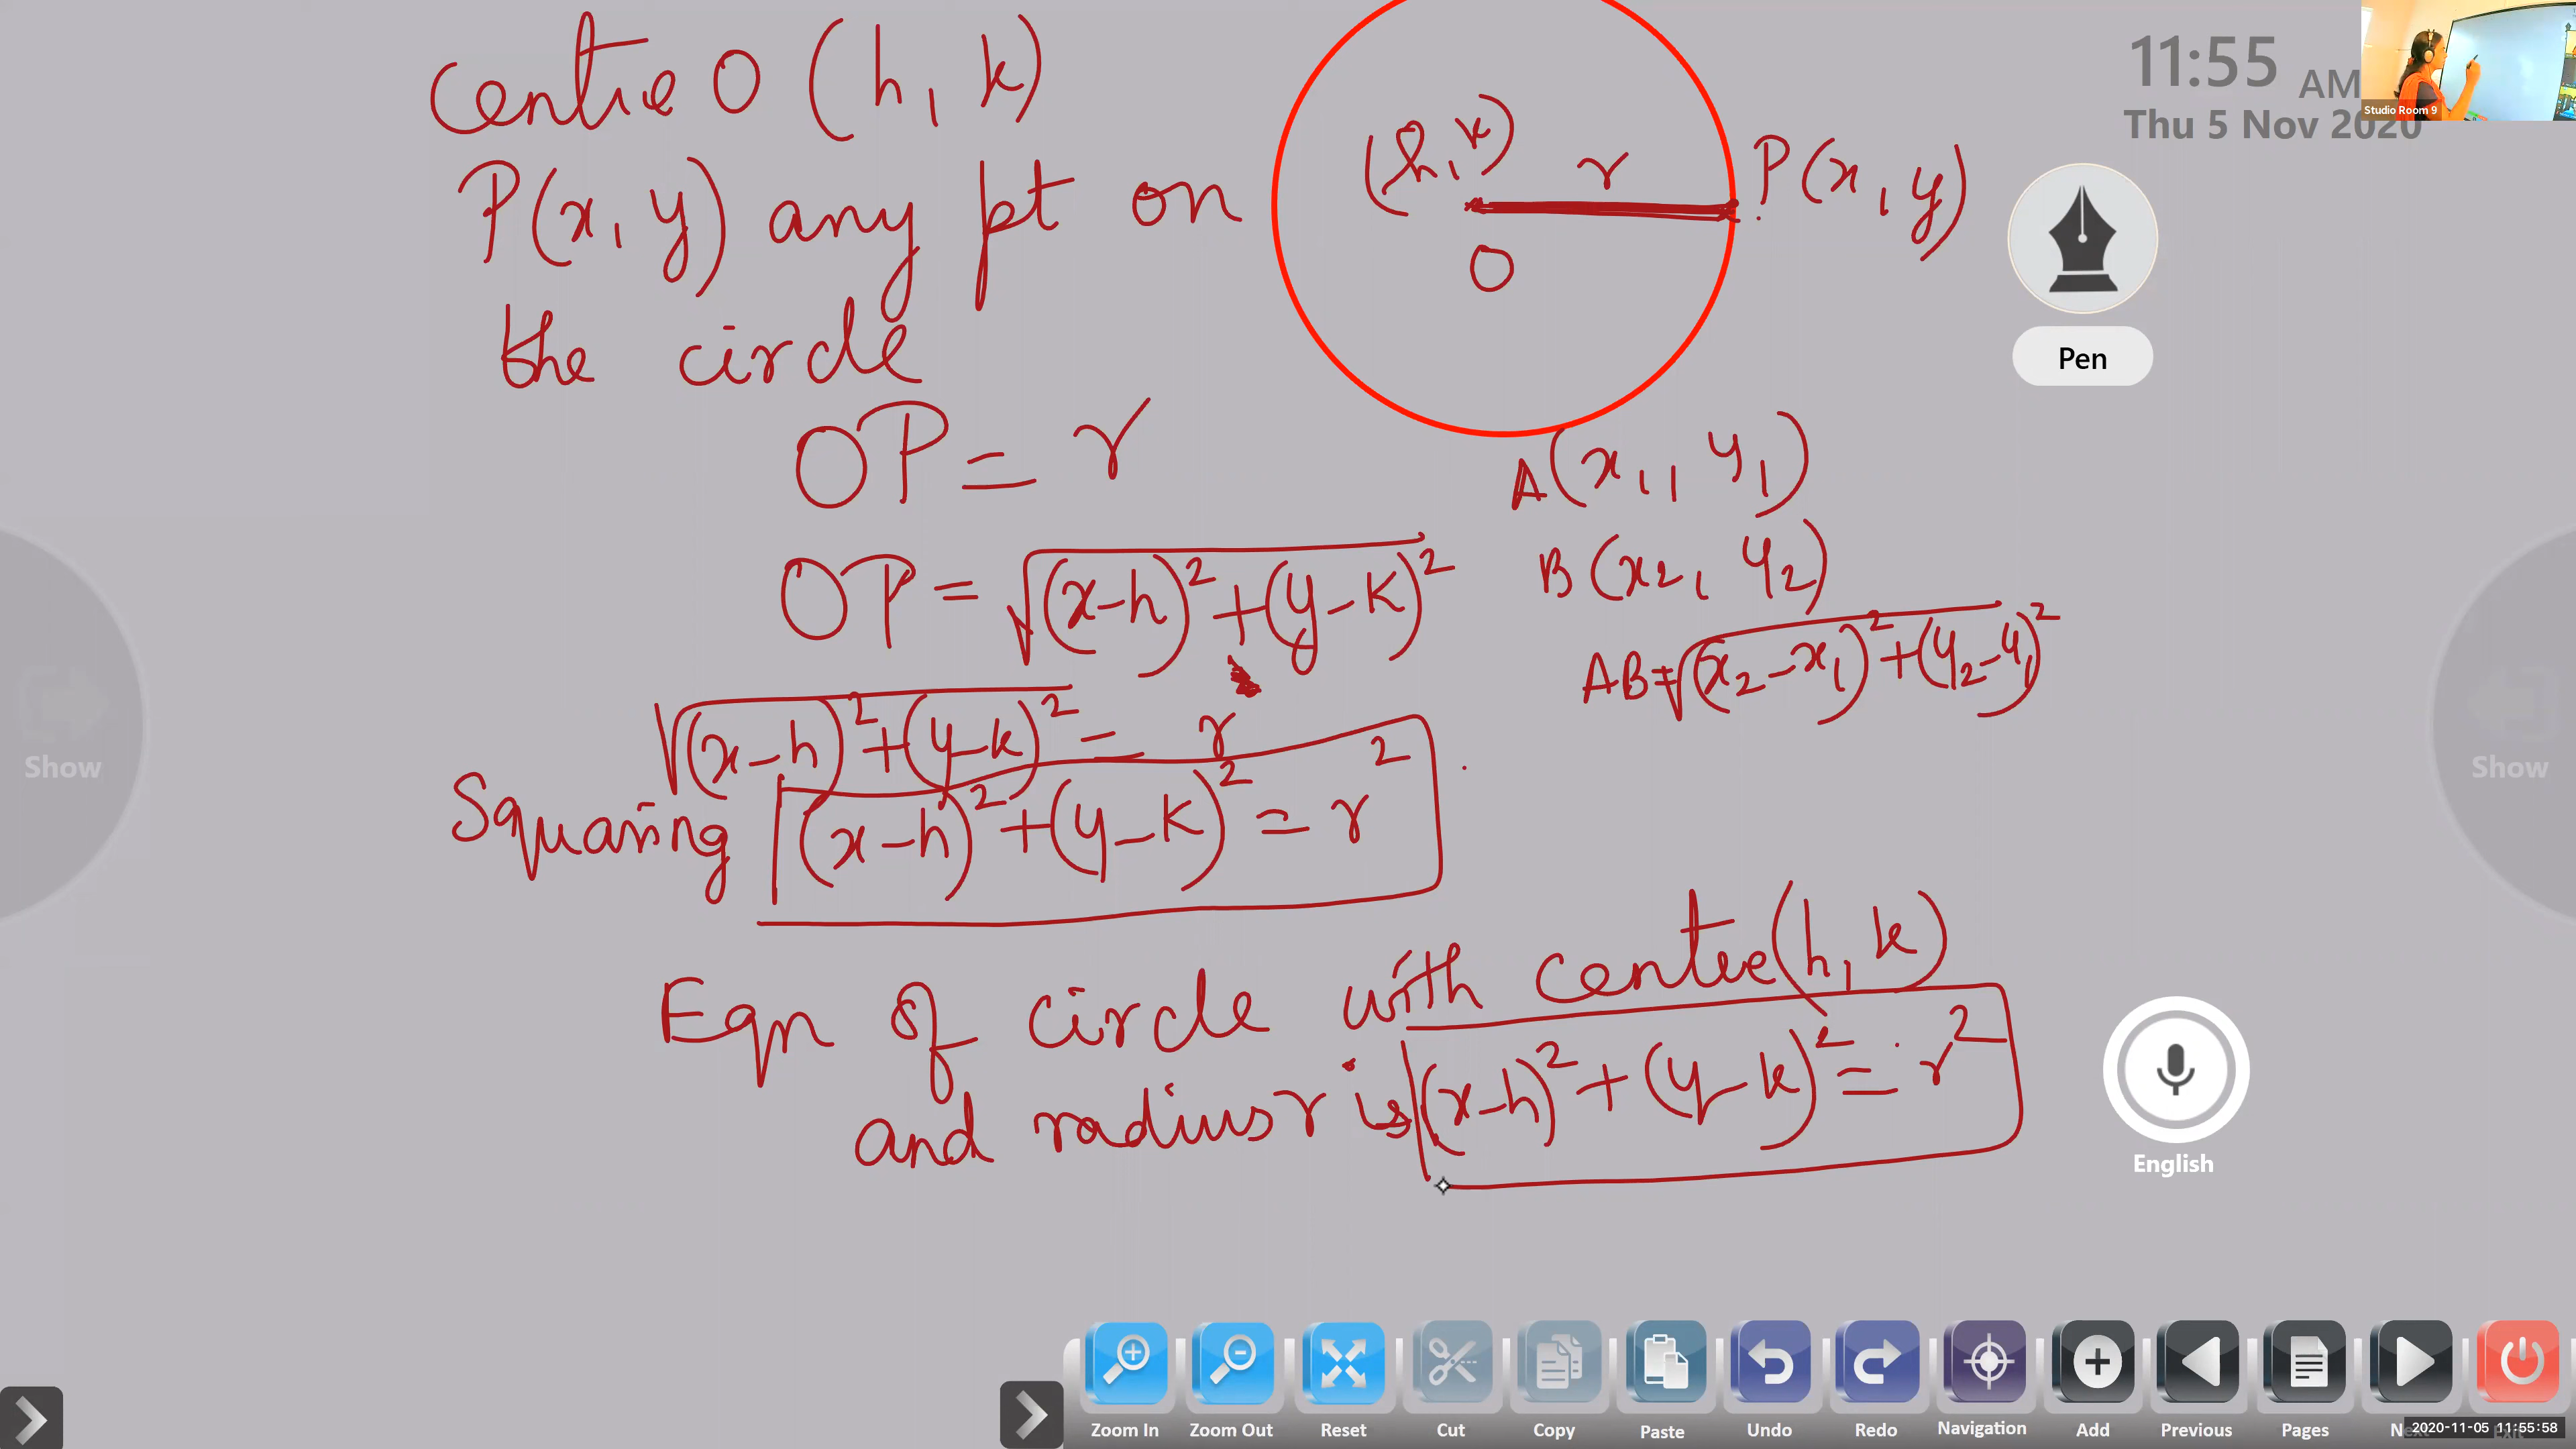 Centre O (h, k)
P(x, y) any pt on
the circle
(h, k)
r
P(x, y)
O
OP = r
OP = √(x-h)² + (y-k)²
A(x₁, y₁)
B(x₂, y₂)
AB = √(x₂-x₁)² + (y₂-y₁)²
√(x-h)² + (y-k)² = r
Squaring (x-h)² + (y-k)² = r²
Eqn of circle with centre (h, k)
and radius r is (x-h)² + (y-k)² = r²
11:55 AM
Thu 5 Nov 2020
Studio Room 9
Pen
Show
Show
English
Zoom In
Zoom Out
Reset
Cut
Copy
Paste
Undo
Redo
Navigation
Add
Previous
Pages
2020-11-05 11:55:58